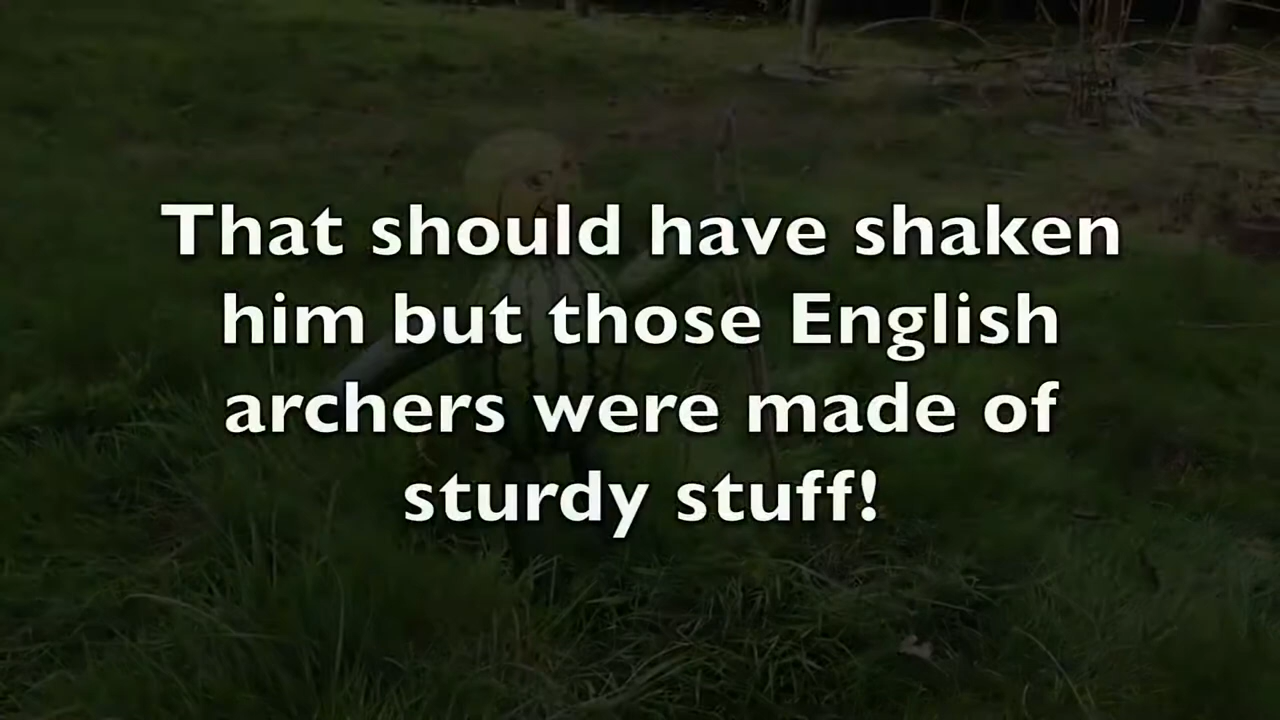 That should have shaken
him but those English
archers were made of
sturdy stuff!